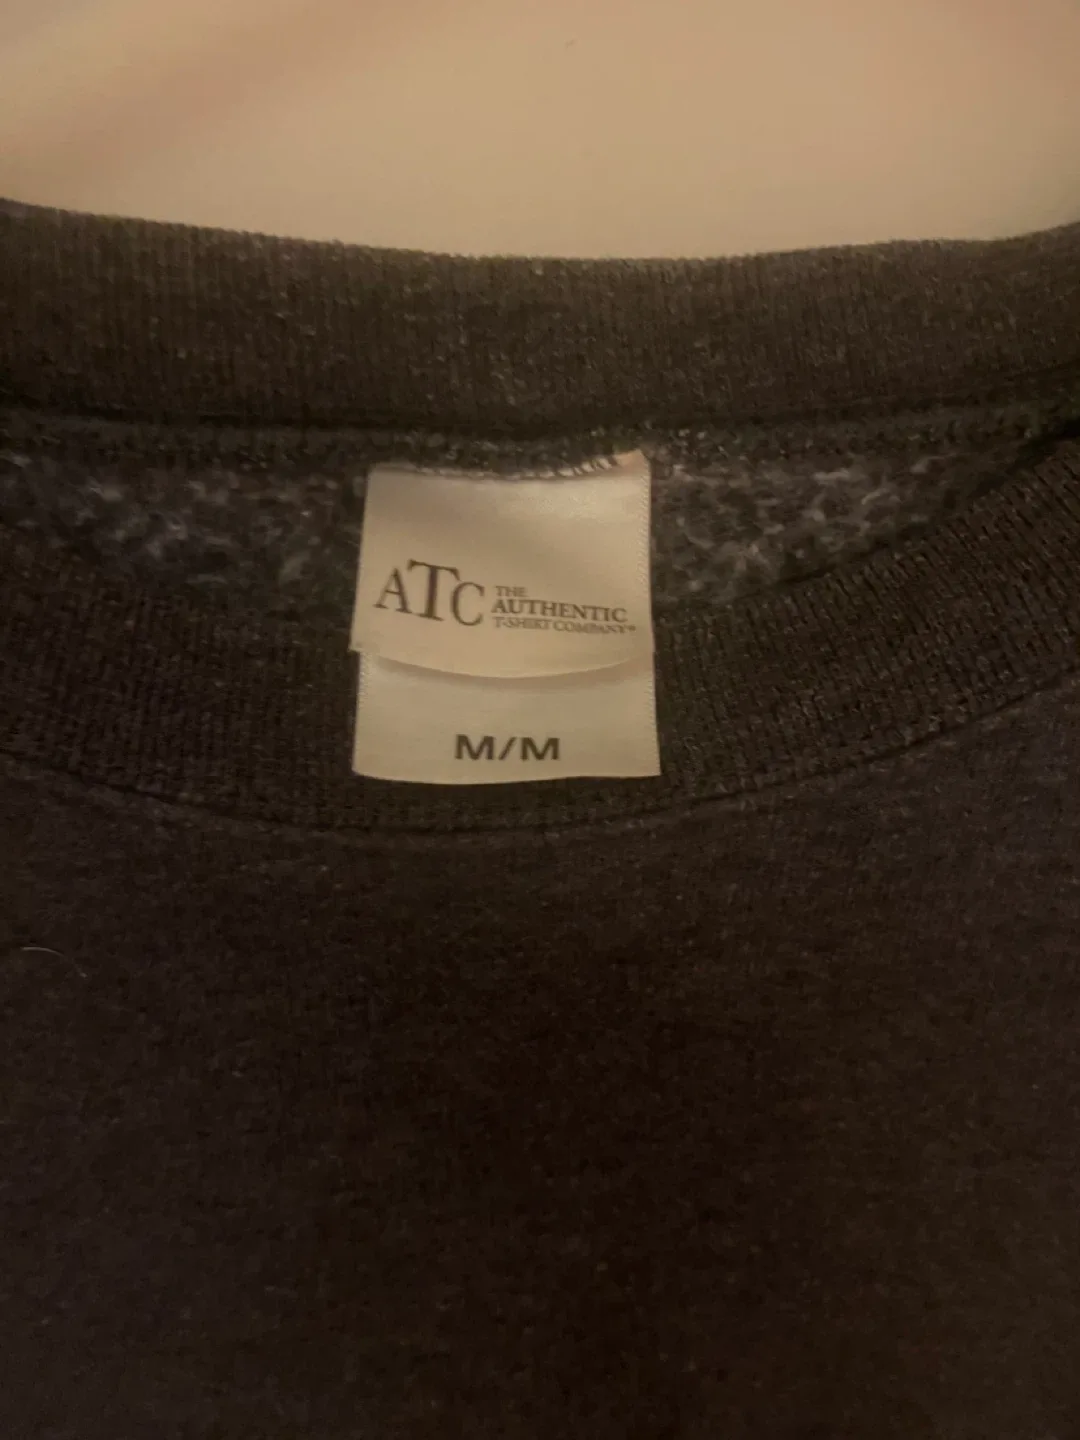 ATC THE
AUTHENTIC
T-SHIRT COMPANY®
M/M